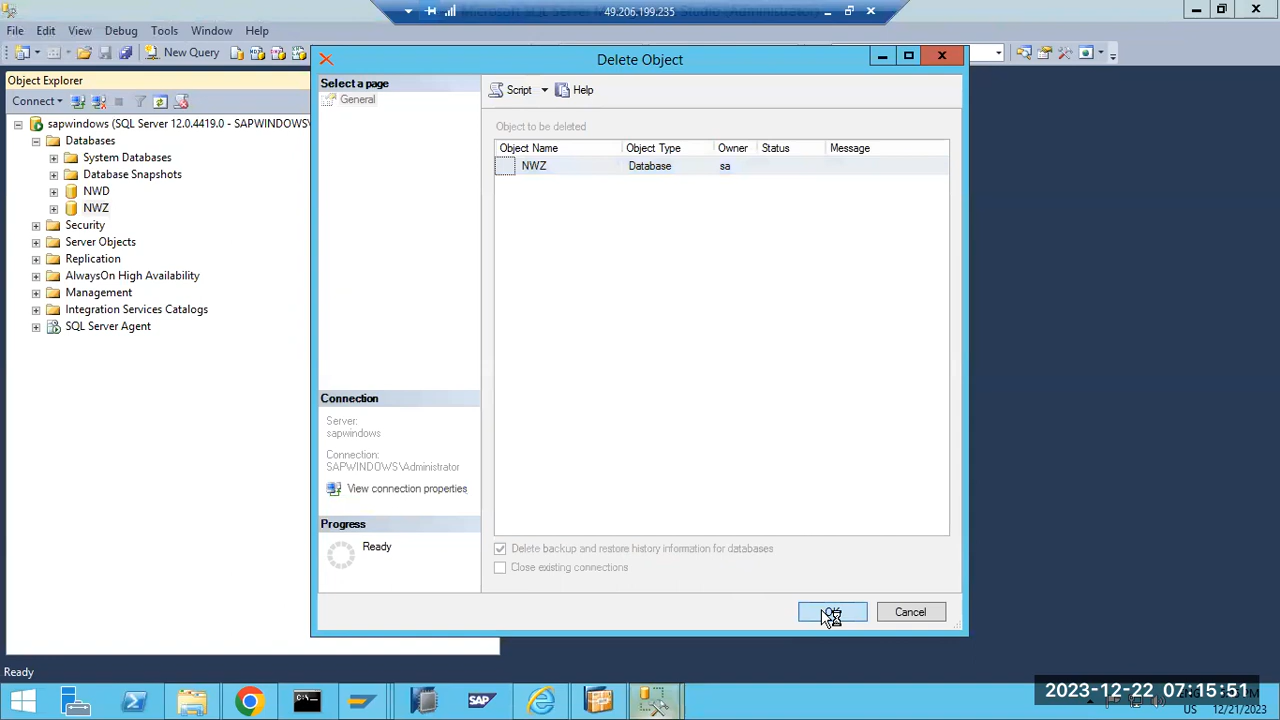 49.206.199.235
File Edit View Debug Tools Window Help
New Query
Delete Object
Object Explorer
Connect
Select a page
General
Script Help
sapwindows (SQL Server 12.0.4419.0 - SAPWINDOWS\
Databases
System Databases
Database Snapshots
NWD
NWZ
Security
Server Objects
Replication
AlwaysOn High Availability
Management
Integration Services Catalogs
SQL Server Agent
Object to be deleted
Object Name Object Type Owner Status Message
NWZ Database sa
Connection
Server:
sapwindows
Connection:
SAPWINDOWS\Administrator
View connection properties
Progress
Ready
Delete backup and restore history information for databases
Close existing connections
OK Cancel
Ready
SAP
2023-12-22 07:15:51
US 12/21/2023